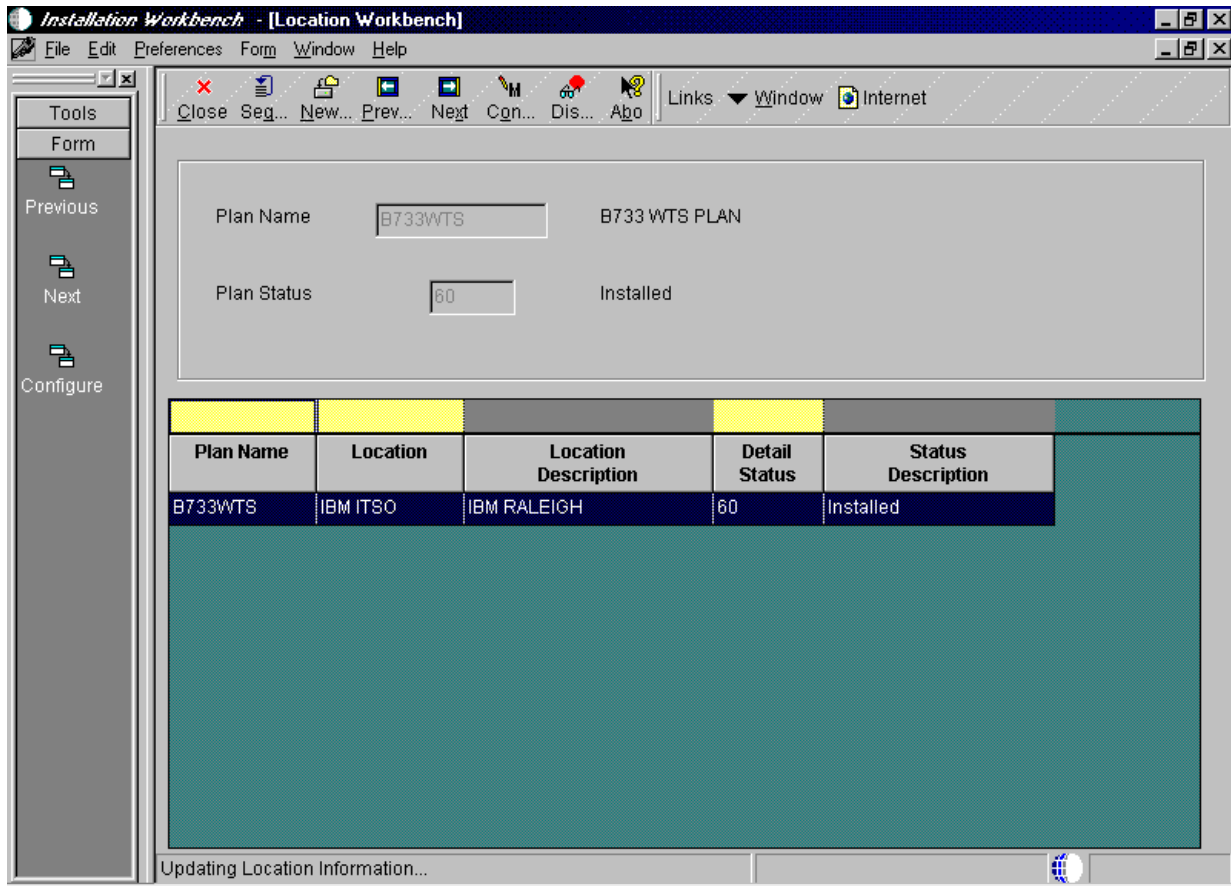 Installation Workbench - [Location Workbench]
File Edit Preferences Form Window Help
Tools
Form
Previous
Next
Configure
Close Seq... New... Prev... Next Con... Dis... Abo Links Window Internet
Plan Name B733WTS B733 WTS PLAN
Plan Status 60 Installed
Plan Name Location Location Description Detail Status Status Description
B733WTS IBM ITSO IBM RALEIGH 60 Installed
Updating Location Information...